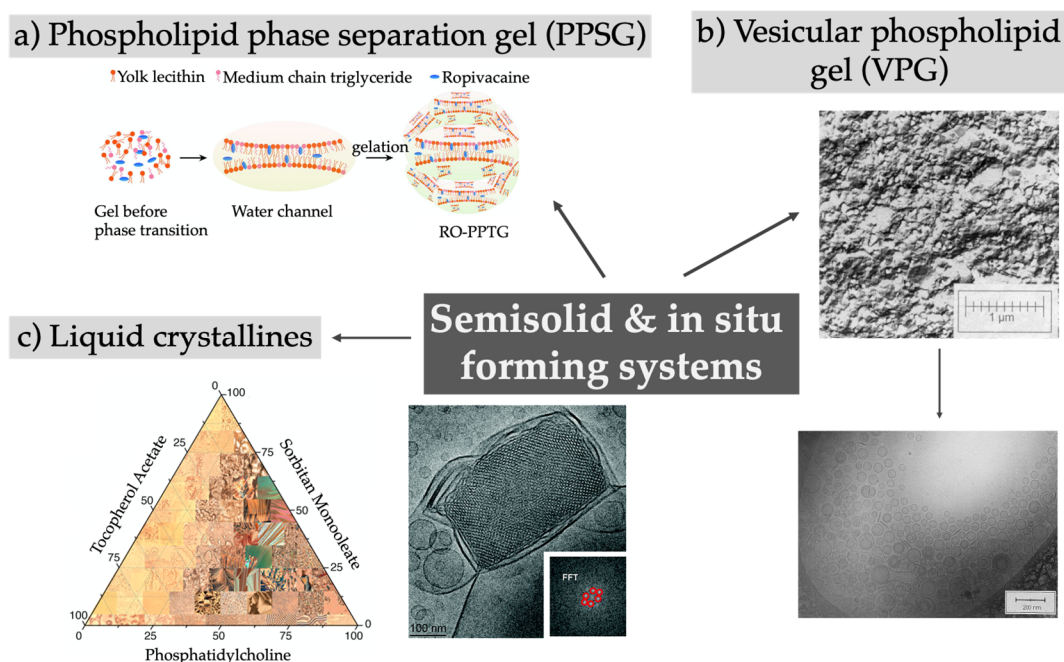 a) Phospholipid phase separation gel (PPSG)
Yolk lecithin Medium chain triglyceride Ropivacaine
gelation
Gel before
phase transition
Water channel
RO-PPTG
b) Vesicular phospholipid
gel (VPG)
1 µm
200 nm
Semisolid & in situ
forming systems
c) Liquid crystallines
0
100
25
75
50
50
75
25
100
0
0
25
50
75
100
Tocopherol Acetate
Sorbitan Monooleate
Phosphatidylcholine
FFT
100 nm